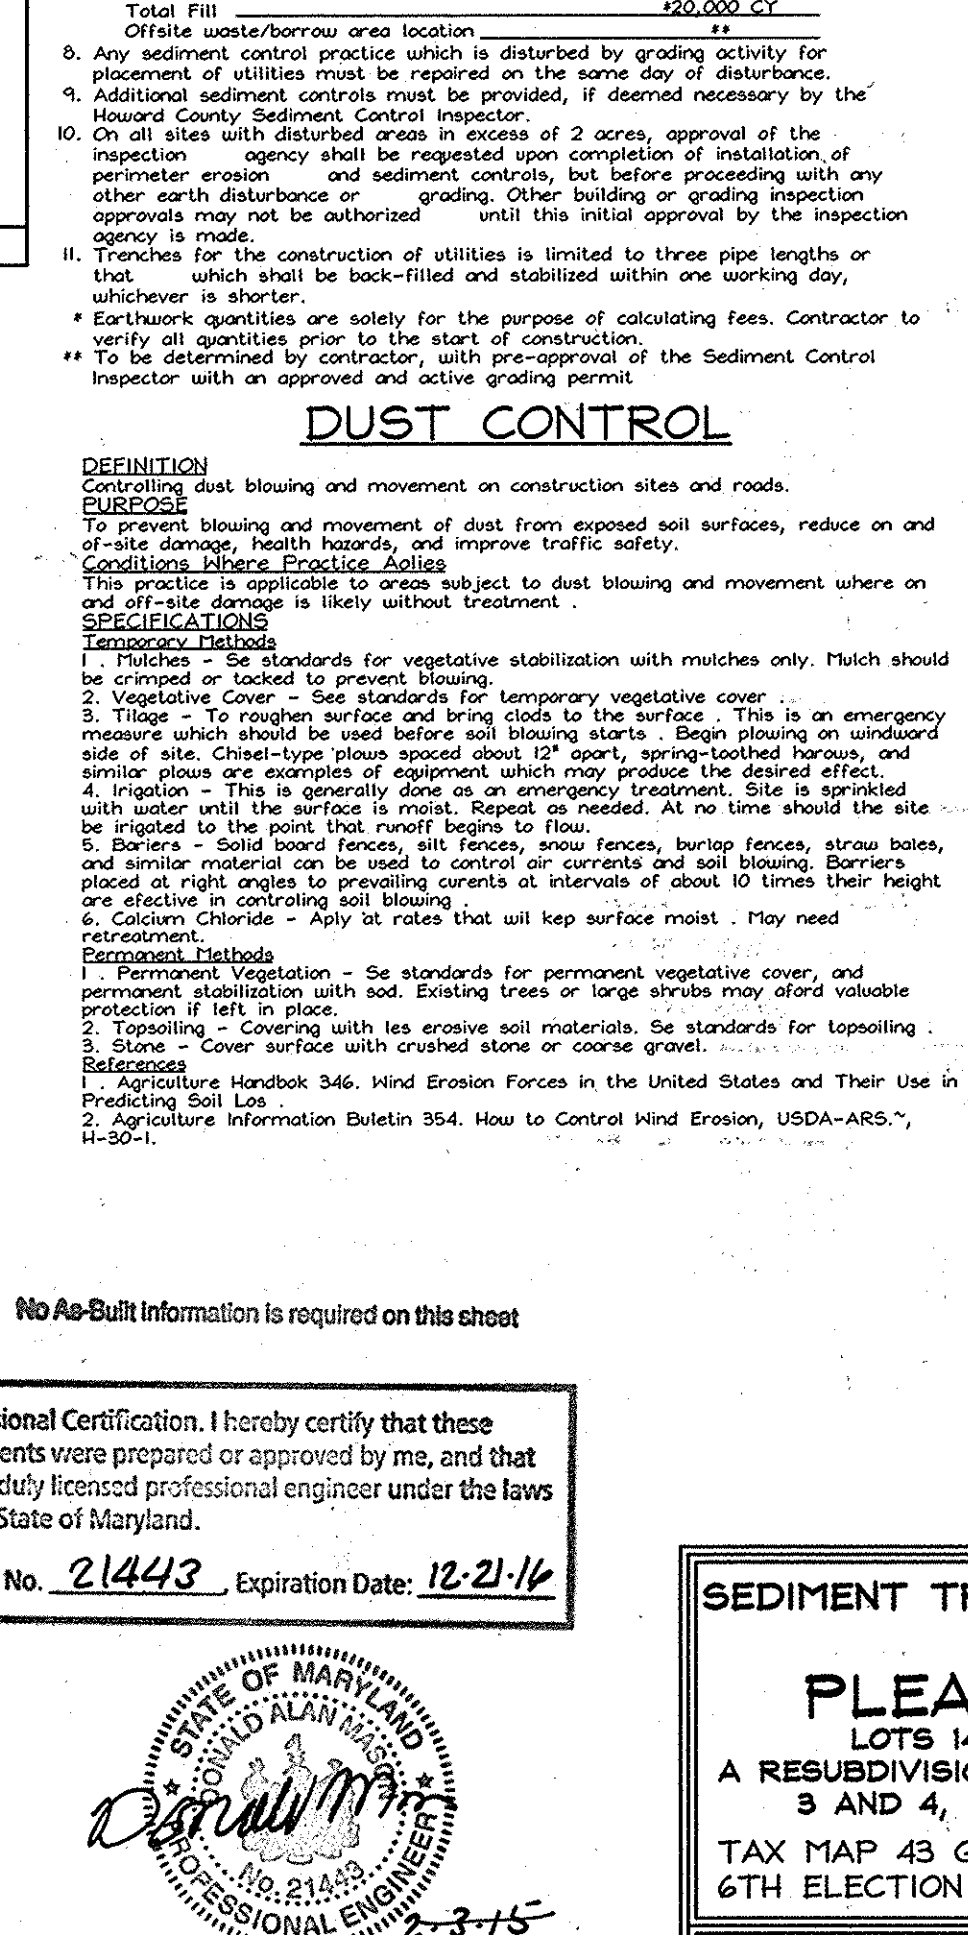 Total Fill *20,000 CY
Offsite waste/borrow area location **
8. Any sediment control practice which is disturbed by grading activity for
placement of utilities must be repaired on the same day of disturbance.
9. Additional sediment controls must be provided, if deemed necessary by the
Howard County Sediment Control Inspector.
10. On all sites with disturbed areas in excess of 2 acres, approval of the
inspection agency shall be requested upon completion of installation of
perimeter erosion and sediment controls, but before proceeding with any
other earth disturbance or grading. Other building or grading inspection
approvals may not be authorized until this initial approval by the inspection
agency is made.
11. Trenches for the construction of utilities is limited to three pipe lengths or
that which shall be back-filled and stabilized within one working day,
whichever is shorter.
* Earthwork quantities are solely for the purpose of calculating fees. Contractor to
verify all quantities prior to the start of construction.
** To be determined by contractor, with pre-approval of the Sediment Control
Inspector with an approved and active grading permit
DUST CONTROL
DEFINITION
Controlling dust blowing and movement on construction sites and roads.
PURPOSE
To prevent blowing and movement of dust from exposed soil surfaces, reduce on and
of-site damage, health hazards, and improve traffic safety.
Conditions Where Practice Aplies
This practice is applicable to areas subject to dust blowing and movement where on
and off-site damage is likely without treatment .
SPECIFICATIONS
Temporary Methods
1 . Mulches - Se standards for vegetative stabilization with mulches only. Mulch should
be crimped or tacked to prevent blowing.
2. Vegetative Cover - See standards for temporary vegetative cover .
3. Tilage - To roughen surface and bring clods to the surface . This is an emergency
measure which should be used before soil blowing starts . Begin plowing on windward
side of site. Chisel-type plows spaced about 12" apart, spring-toothed harows, and
similar plows are examples of equipment which may produce the desired effect.
4. Irigation - This is generally done as an emergency treatment. Site is sprinkled
with water until the surface is moist. Repeat as needed. At no time should the site
be irigated to the point that runoff begins to flow.
5. Bariers - Solid board fences, silt fences, snow fences, burlap fences, straw bales,
and similar material can be used to control air currents and soil blowing. Barriers
placed at right angles to prevailing curents at intervals of about 10 times their height
are efective in controling soil blowing .
6. Calcium Chloride - Aply at rates that wil kep surface moist . May need
retreatment.
Permanent Methods
1 . Permanent Vegetation - Se standards for permanent vegetative cover, and
permanent stabilization with sod. Existing trees or large shrubs may aford valuable
protection if left in place.
2. Topsoiling - Covering with les erosive soil materials. Se standards for topsoiling .
3. Stone - Cover surface with crushed stone or coarse gravel.
References
1 . Agriculture Handbok 346. Wind Erosion Forces in the United States and Their Use in
Predicting Soil Los .
2. Agriculture Information Buletin 354. How to Control Wind Erosion, USDA-ARS.~,
H-30-1.
No As-Built Information is required on this sheet
sional Certification. I hereby certify that these
ents were prepared or approved by me, and that
duly licensed professional engineer under the laws
State of Maryland.
No. 21443, Expiration Date: 12·21·16
STATE OF MARYLAND
DONALD ALAN MASON
No. 21443
PROFESSIONAL ENGINEER
2·3·15
SEDIMENT TR
PLEA
LOTS 14
A RESUBDIVISIO
3 AND 4,
TAX MAP 43 G
6TH ELECTION